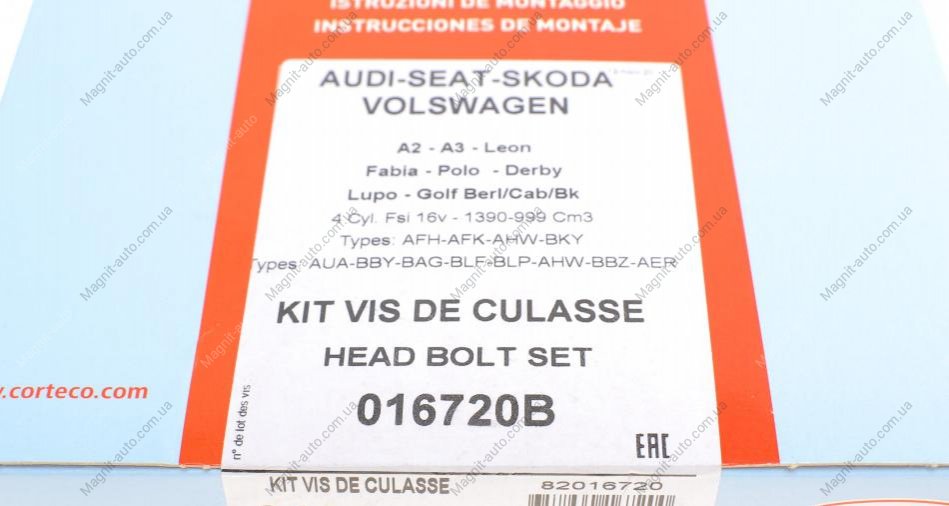 ISTRUZIONI DE MONTAGGIO
INSTRUCCIONES DE MONTAJE
AUDI-SEAT-SKODA
VOLSWAGEN
A2 - A3 - Leon
Fabia - Polo - Derby
Lupo - Golf Berl/Cab/Bk
4 Cyl. Fsi 16v - 1390-999 Cm3
Types: AFH-AFK-AHW-BKY
Types: AUA-BBY-BAG-BLF-BLP-AHW-BBZ-AER
KIT VIS DE CULASSE
HEAD BOLT SET
016720B
n° de lot des vis
EAC
.corteco.com
KIT VIS DE CULASSE 82016720
Magnit-auto.com.ua